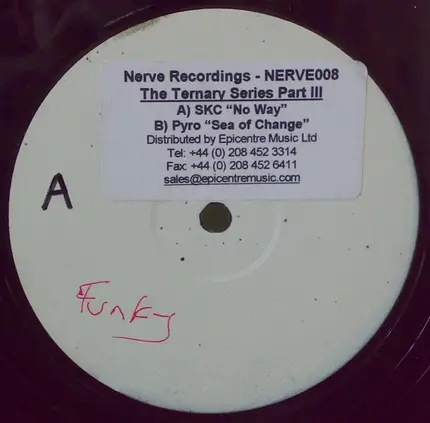 Nerve Recordings - NERVE008
The Ternary Series Part III
A) SKC "No Way"
B) Pyro "Sea of Change"
Distributed by Epicentre Music Ltd
Tel: +44 (0) 208 452 3314
Fax: +44 (0) 208 452 6411
sales@epicentremusic.com
A
Funky